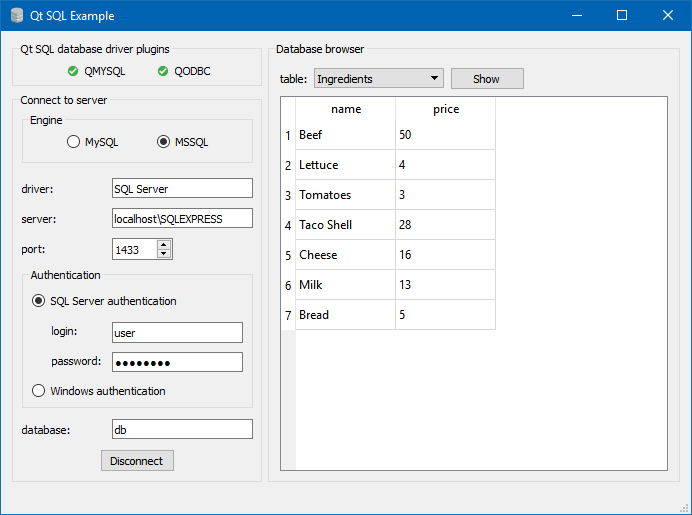 Qt SQL Example
Qt SQL database driver plugins
QMYSQL QODBC
Connect to server
Engine
MySQL MSSQL
driver: SQL Server
server: localhost\SQLEXPRESS
port: 1433
Authentication
SQL Server authentication
login: user
password: ●●●●●●●●
Windows authentication
database: db
Disconnect
Database browser
table: Ingredients Show
name price
1 Beef 50
2 Lettuce 4
3 Tomatoes 3
4 Taco Shell 28
5 Cheese 16
6 Milk 13
7 Bread 5